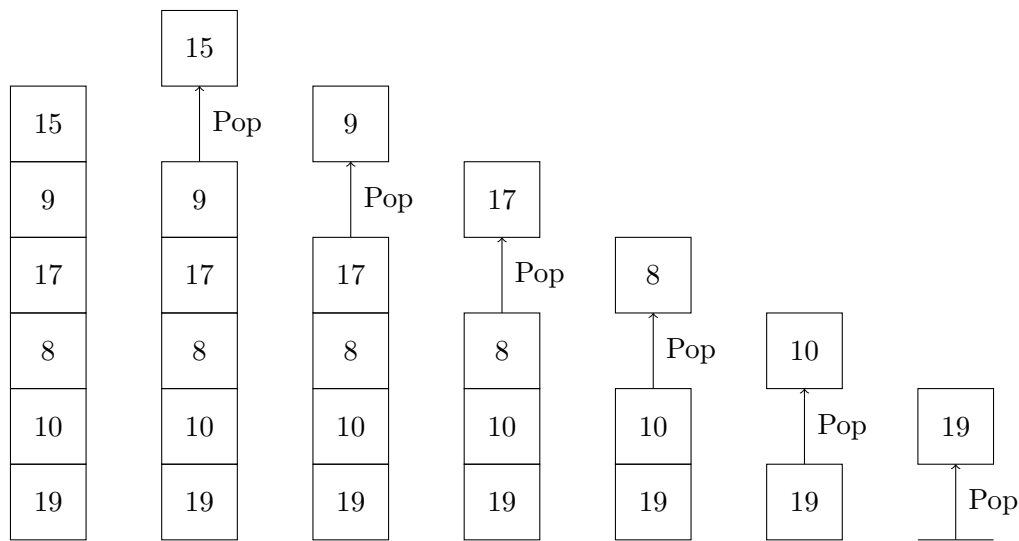 15
15 Pop 9
9 9 Pop 17
17 17 17 Pop 8
8 8 8 8 Pop 10
10 10 10 10 10 Pop 19
19 19 19 19 19 19 Pop